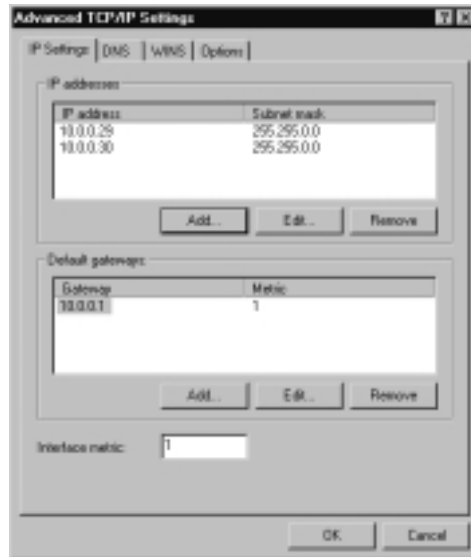 Advanced TCP/IP Settings
IP Settings DNS WINS Options
IP addresses
IP address Subnet mask
10.0.0.29 255.255.0.0
10.0.0.30 255.255.0.0
Add... Edit... Remove
Default gateways:
Gateway Metric
10.0.0.1 1
Add... Edit... Remove
Interface metric: 1
OK Cancel